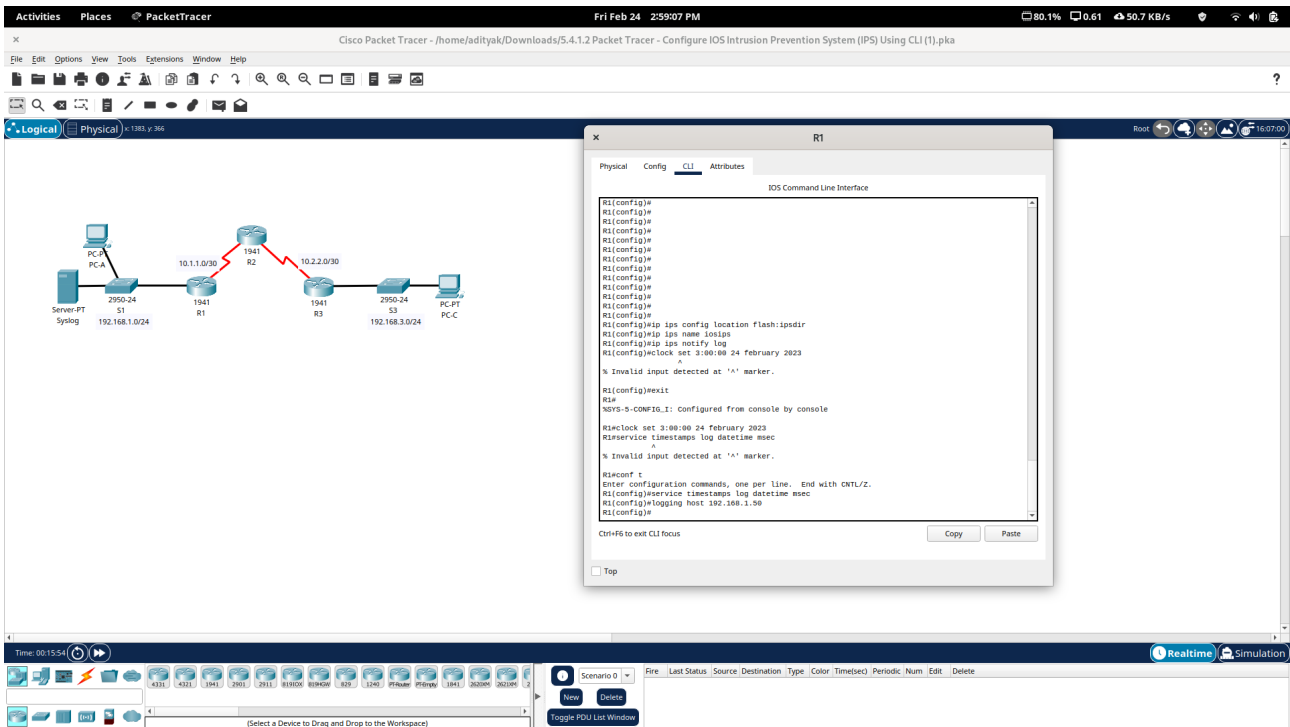 Activities Places PacketTracer Fri Feb 24 2:59:07 PM 80.1% 0.61 50.7 KB/s
Cisco Packet Tracer - /home/adityak/Downloads/5.4.1.2 Packet Tracer - Configure IOS Intrusion Prevention System (IPS) Using CLI (1).pka
File Edit Options View Tools Extensions Window Help
?
Logical Physical x: 1383, y: 366 Root 16:07:00
R1
Physical Config CLI Attributes
IOS Command Line Interface
R1(config)#
R1(config)#
R1(config)#
R1(config)#
R1(config)#
R1(config)#
R1(config)#
R1(config)#
R1(config)#
R1(config)#
R1(config)#
R1(config)#
R1(config)#
R1(config)#ip ips config location flash:ipsdir
R1(config)#ip ips name iosips
R1(config)#ip ips notify log
R1(config)#clock set 3:00:00 24 february 2023
^
% Invalid input detected at '^' marker.
R1(config)#exit
R1#
%SYS-5-CONFIG_I: Configured from console by console
R1#clock set 3:00:00 24 february 2023
R1#service timestamps log datetime msec
^
% Invalid input detected at '^' marker.
R1#conf t
Enter configuration commands, one per line. End with CNTL/Z.
R1(config)#service timestamps log datetime msec
R1(config)#logging host 192.168.1.50
R1(config)#
Ctrl+F6 to exit CLI focus Copy Paste
Top
PC-PT
PC-A
Server-PT
Syslog
2950-24
S1
192.168.1.0/24
10.1.1.0/30
1941
R1
1941
R2
10.2.2.0/30
1941
R3
2950-24
S3
192.168.3.0/24
PC-PT
PC-C
Time: 00:15:54 Realtime Simulation
4331 4321 1941 2901 2911 819IOX 819HGW 829 1240 PT-Router PT-Empty 1841 2620XM 2621XM 2
(Select a Device to Drag and Drop to the Workspace)
Scenario 0
New Delete
Toggle PDU List Window
Fire Last Status Source Destination Type Color Time(sec) Periodic Num Edit Delete